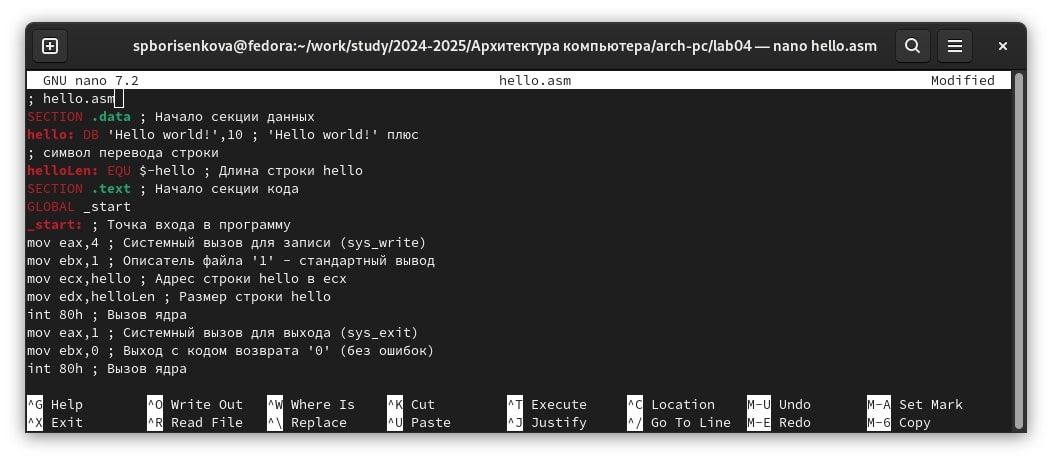 spborisenkova@fedora:~/work/study/2024-2025/Архитектура компьютера/arch-pc/lab04 — nano hello.asm
GNU nano 7.2 hello.asm Modified
; hello.asm
SECTION .data ; Начало секции данных
hello: DB 'Hello world!',10 ; 'Hello world!' плюс
; символ перевода строки
helloLen: EQU $-hello ; Длина строки hello
SECTION .text ; Начало секции кода
GLOBAL _start
_start: ; Точка входа в программу
mov eax,4 ; Системный вызов для записи (sys_write)
mov ebx,1 ; Описатель файла '1' - стандартный вывод
mov ecx,hello ; Адрес строки hello в ecx
mov edx,helloLen ; Размер строки hello
int 80h ; Вызов ядра
mov eax,1 ; Системный вызов для выхода (sys_exit)
mov ebx,0 ; Выход с кодом возврата '0' (без ошибок)
int 80h ; Вызов ядра
^G Help ^O Write Out ^W Where Is ^K Cut ^T Execute ^C Location M-U Undo M-A Set Mark
^X Exit ^R Read File ^\ Replace ^U Paste ^J Justify ^/ Go To Line M-E Redo M-6 Copy